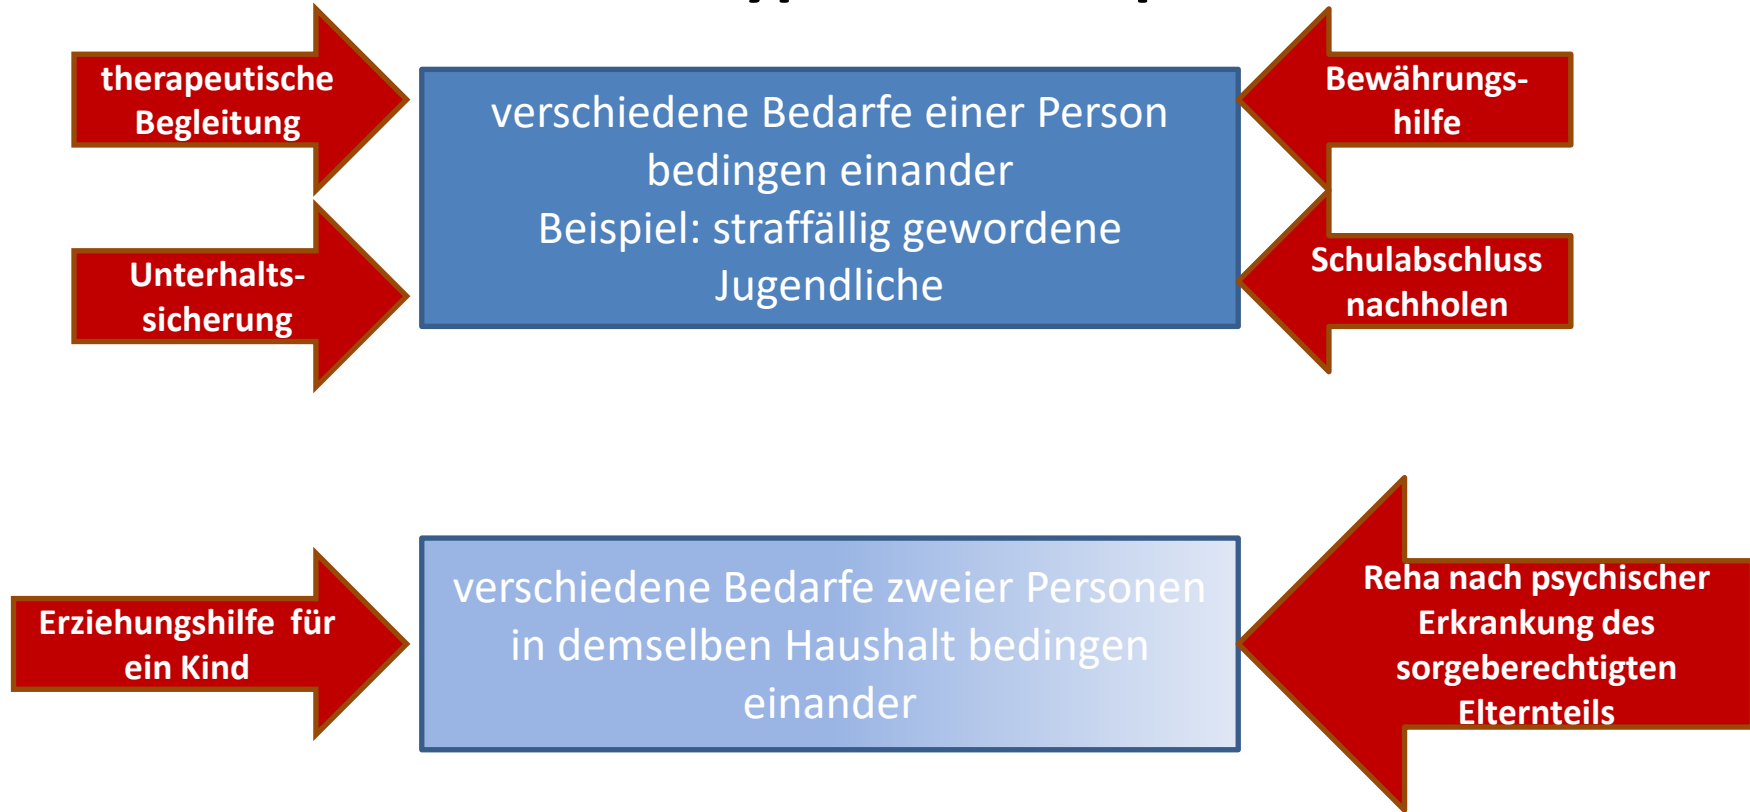 therapeutische
Begleitung
Unterhalts-
sicherung
verschiedene Bedarfe einer Person
bedingen einander
Beispiel: straffällig gewordene
Jugendliche
Bewährungs-
hilfe
Schulabschluss
nachholen
Erziehungshilfe für
ein Kind
verschiedene Bedarfe zweier Personen
in demselben Haushalt bedingen
einander
Reha nach psychischer
Erkrankung des
sorgeberechtigten
Elternteils